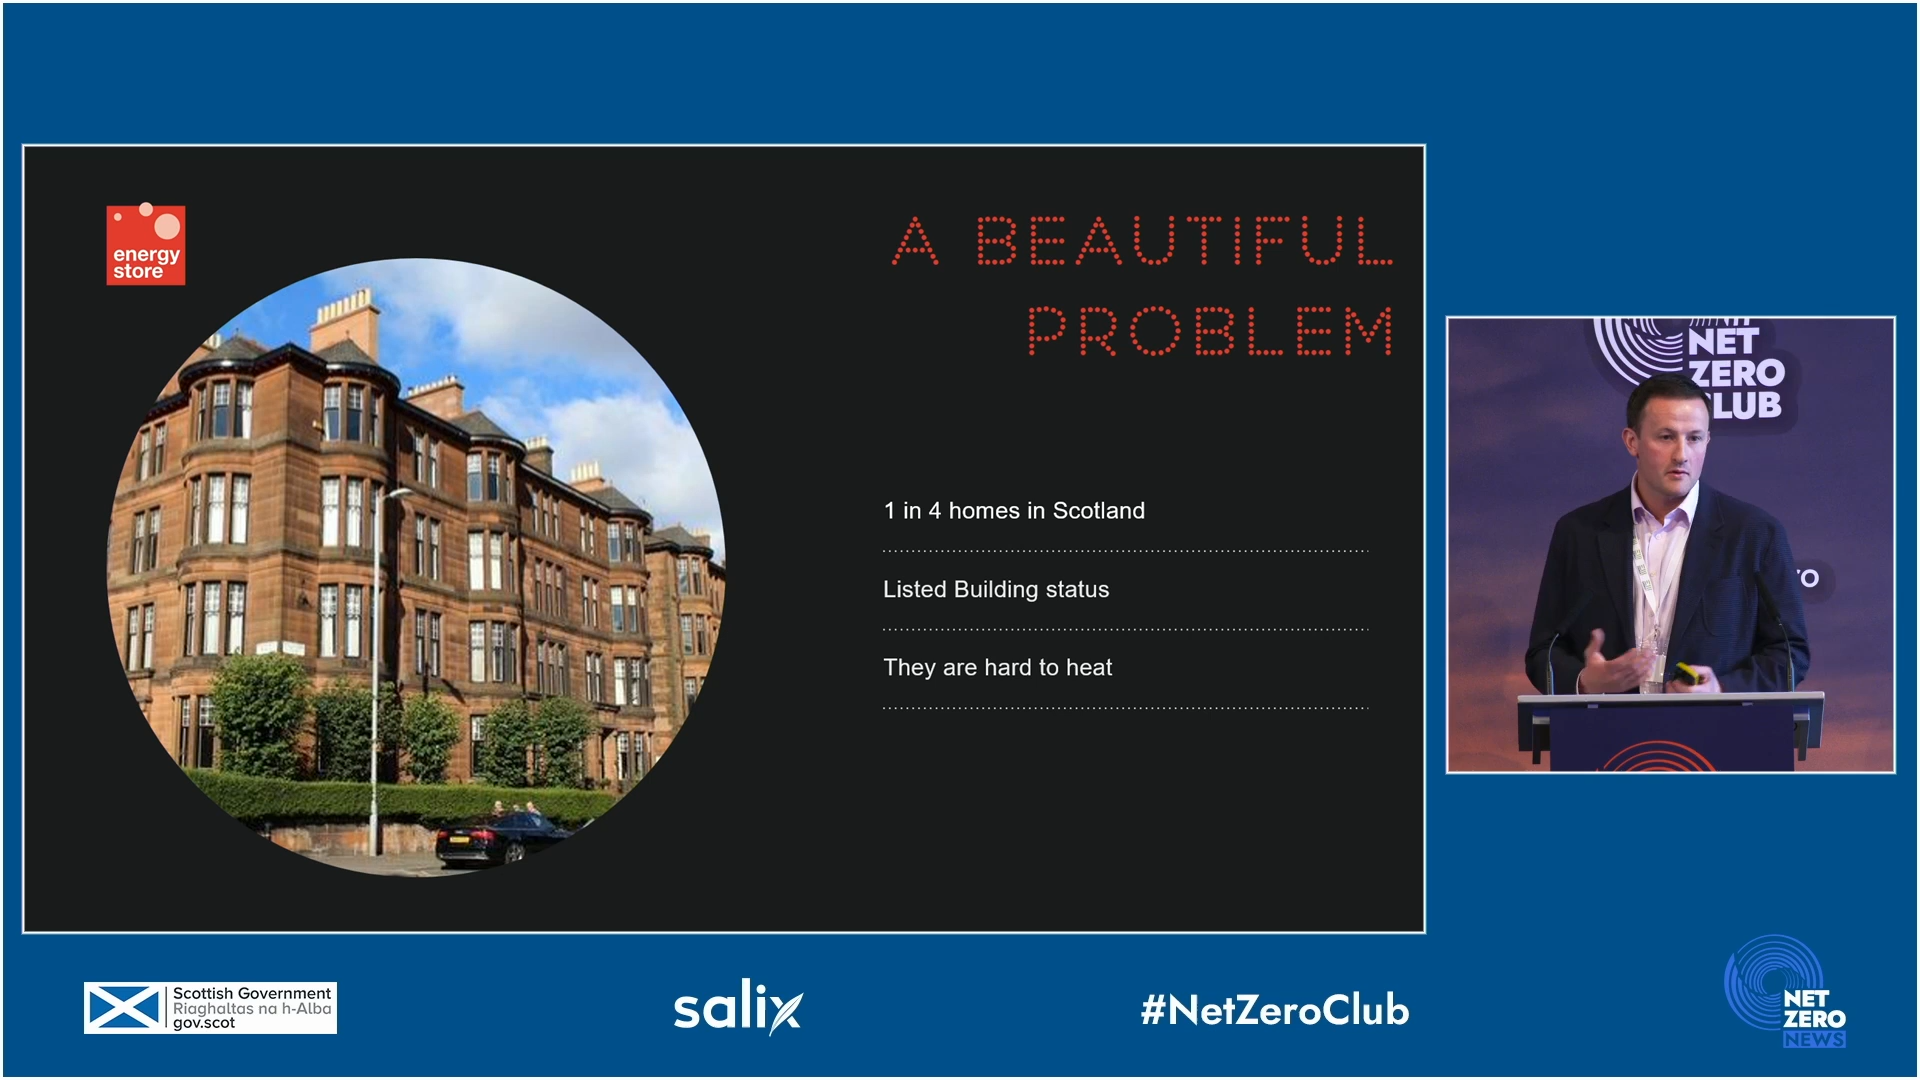 energy
store
A BEAUTIFUL
PROBLEM
1 in 4 homes in Scotland
Listed Building status
They are hard to heat
NET
ZERO
CLUB
Scottish Government
Riaghaltas na h-Alba
gov.scot
salix
#NetZeroClub
NET
ZERO
NEWS